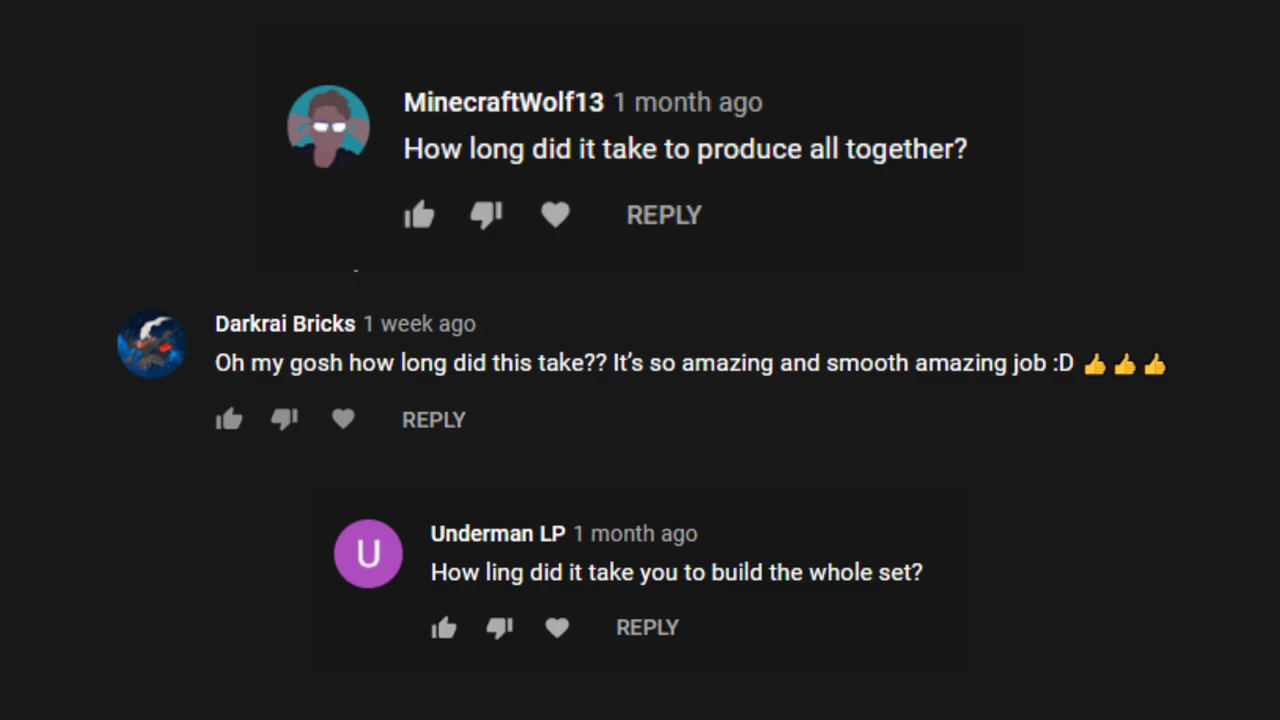 MinecraftWolf13 1 month ago
How long did it take to produce all together?
REPLY
Darkrai Bricks 1 week ago
Oh my gosh how long did this take?? It's so amazing and smooth amazing job :D 👍👍👍
REPLY
U
Underman LP 1 month ago
How ling did it take you to build the whole set?
REPLY